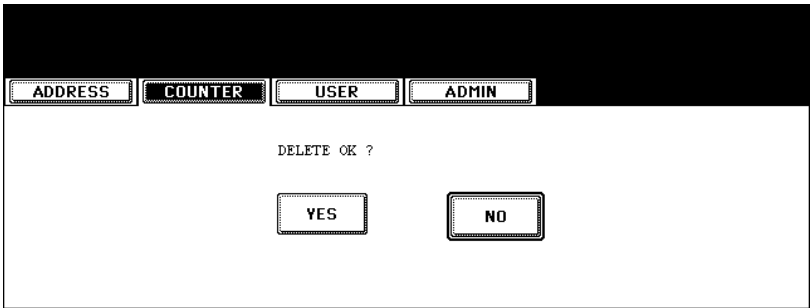 ADDRESS COUNTER USER ADMIN
DELETE OK ?
YES NO